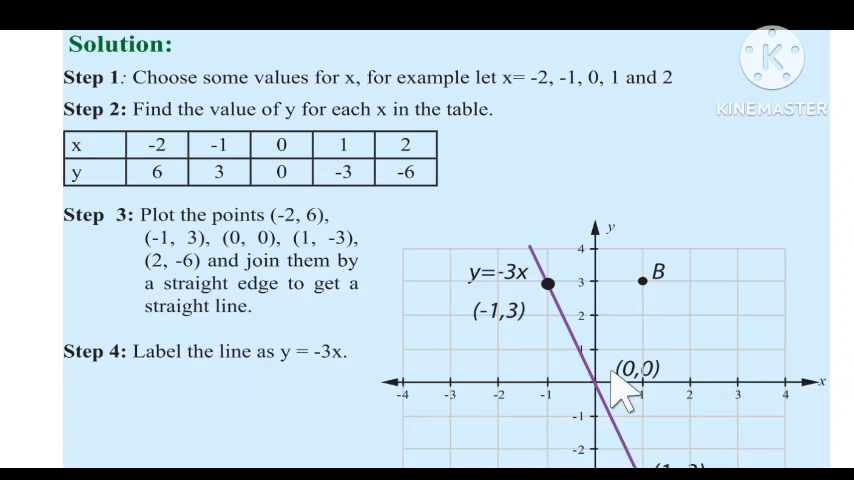 Solution:
Step 1: Choose some values for x, for example let x= -2, -1, 0, 1 and 2
KINEMASTER
Step 2: Find the value of y for each x in the table.
x -2 -1 0 1 2
y 6 3 0 -3 -6
Step 3: Plot the points (-2, 6),
(-1, 3), (0, 0), (1, -3),
(2, -6) and join them by
a straight edge to get a
straight line.
Step 4: Label the line as y = -3x.
y
4
y=-3x
B
3
(-1,3)
2
1
(0,0)
x
-4 -3 -2 -1 1 2 3 4
-1
-2